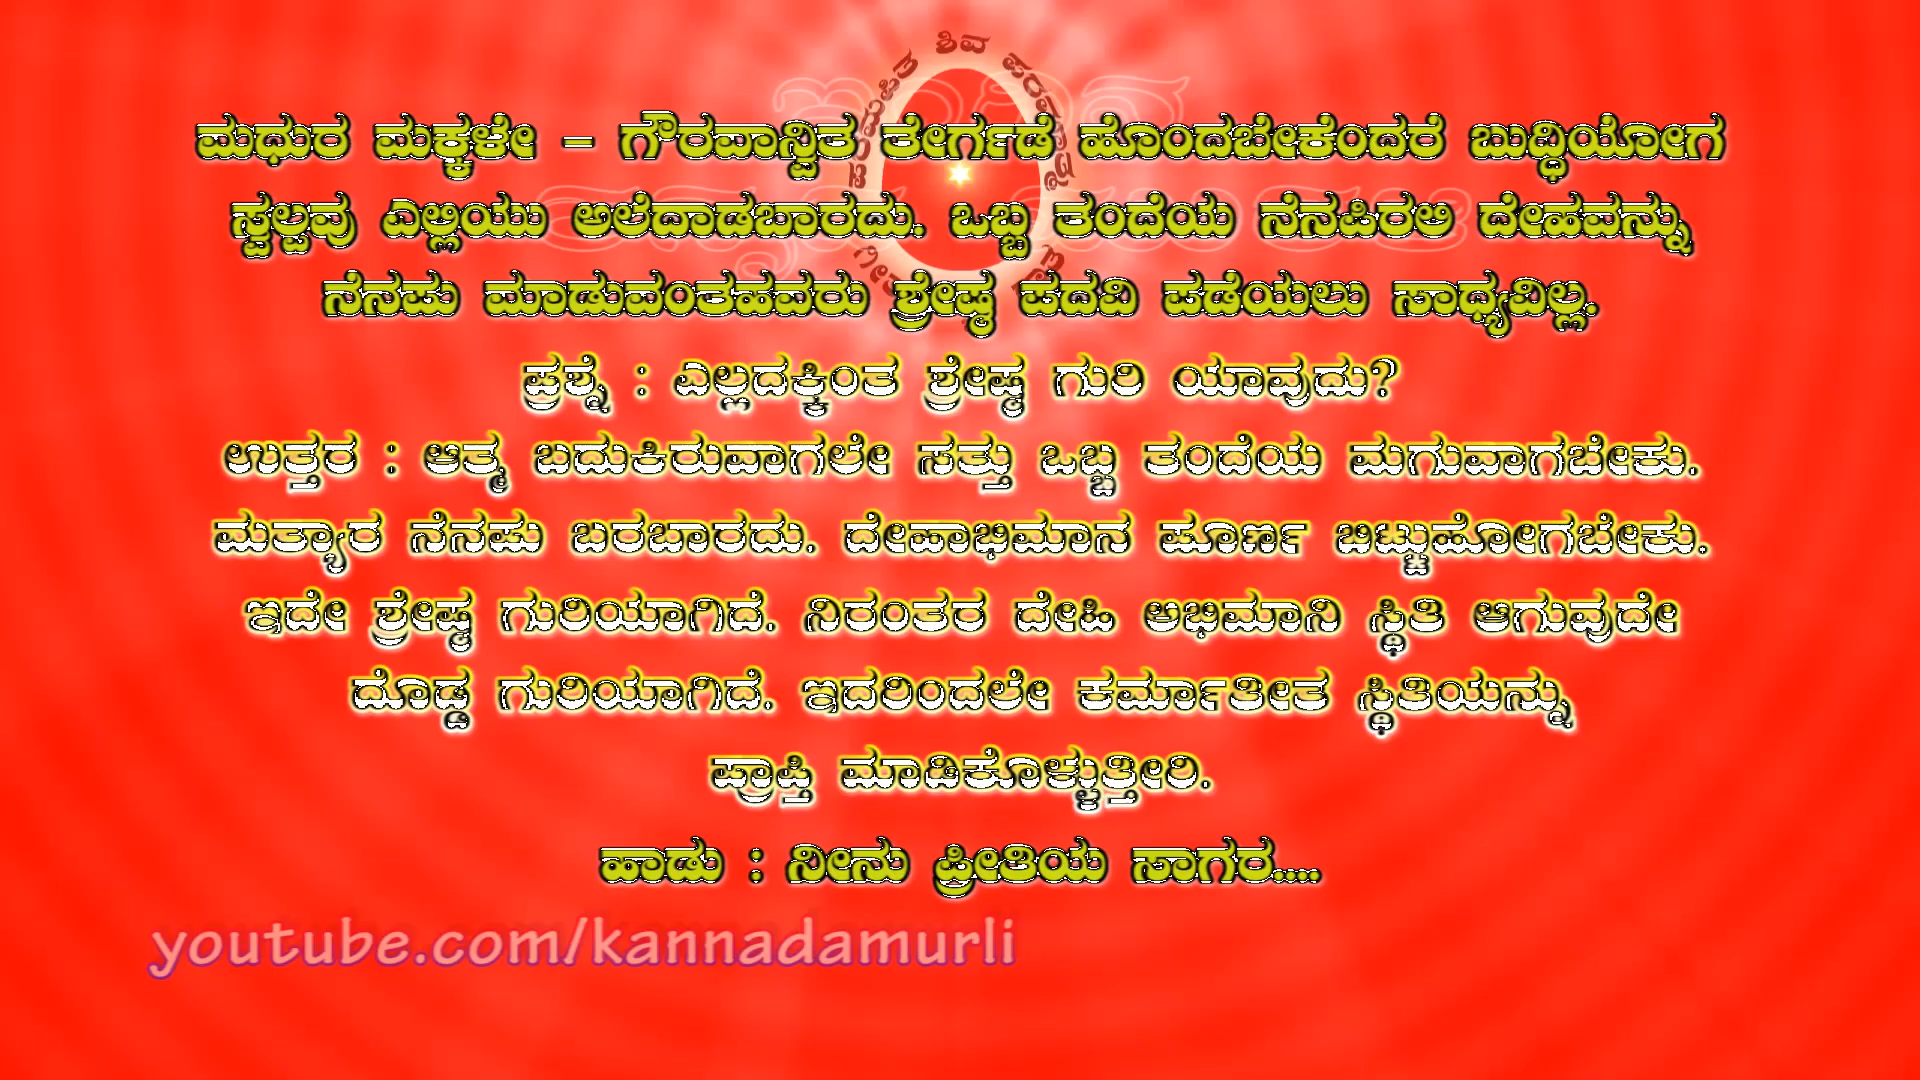 ಶಿವ ಪರಮಾತ್ಮ
ಪರಮಪಿತ
ಮಧುರ ಮಕ್ಕಳೇ – ಗೌರವಾನ್ವಿತ ತೇರ್ಗಡೆ ಹೊಂದಬೇಕೆಂದರೆ ಬುದ್ಧಿಯೋಗ
ಸ್ವಲ್ಪವು ಎಲ್ಲಿಯು ಅಲೆದಾಡಬಾರದು. ಒಬ್ಬ ತಂದೆಯ ನೆನಪಿರಲಿ ದೇಹವನ್ನು
ನೆನಪು ಮಾಡುವಂತಹವರು ಶ್ರೇಷ್ಠ ಪದವಿ ಪಡೆಯಲು ಸಾಧ್ಯವಿಲ್ಲ.
ಪ್ರಶ್ನೆ : ಎಲ್ಲದಕ್ಕಿಂತ ಶ್ರೇಷ್ಠ ಗುರಿ ಯಾವುದು?
ಉತ್ತರ : ಆತ್ಮ ಬದುಕಿರುವಾಗಲೇ ಸತ್ತು ಒಬ್ಬ ತಂದೆಯ ಮಗುವಾಗಬೇಕು.
ಮತ್ಯಾರ ನೆನಪು ಬರಬಾರದು. ದೇಹಾಭಿಮಾನ ಪೂರ್ಣ ಬಿಟ್ಟುಹೋಗಬೇಕು.
ಇದೇ ಶ್ರೇಷ್ಠ ಗುರಿಯಾಗಿದೆ. ನಿರಂತರ ದೇಹಿ ಅಭಿಮಾನಿ ಸ್ಥಿತಿ ಆಗುವುದೇ
ದೊಡ್ಡ ಗುರಿಯಾಗಿದೆ. ಇದರಿಂದಲೇ ಕರ್ಮಾತೀತ ಸ್ಥಿತಿಯನ್ನು
ಪ್ರಾಪ್ತಿ ಮಾಡಿಕೊಳ್ಳುತ್ತೀರಿ.
ಹಾಡು : ನೀನು ಪ್ರೀತಿಯ ಸಾಗರ....
youtube.com/kannadamurli